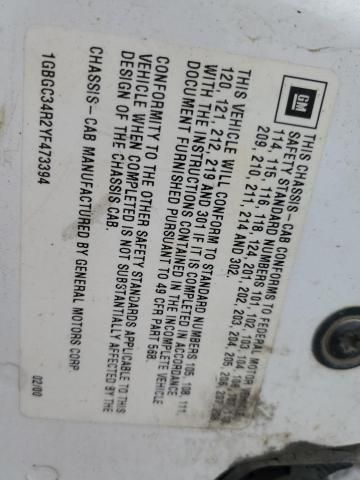 GM
THIS CHASSIS-CAB CONFORMS TO FEDERAL MOTOR VEHICLE
SAFETY STANDARD NUMBERS 101, 102, 103, 104, 106,
114, 115, 116, 118, 124, 201, 202, 203, 204, 205, 206, 207,
209, 210, 211, 214 AND 302.
THIS VEHICLE WILL CONFORM TO STANDARD NUMBERS 105, 108, 111,
120, 121, 212, 219 AND 301 IF IT IS COMPLETED IN ACCORDANCE
WITH THE INSTRUCTIONS CONTAINED IN THE INCOMPLETE VEHICLE
DOCUMENT FURNISHED PURSUANT TO 49 CFR PART 568.
CONFORMITY TO THE OTHER SAFETY STANDARDS APPLICABLE TO THIS
VEHICLE WHEN COMPLETED IS NOT SUBSTANTIALLY AFFECTED BY THE
DESIGN OF THE CHASSIS CAB.
CHASSIS-CAB MANUFACTURED BY GENERAL MOTORS CORP.
1GBGC34R2YF473394
02/00